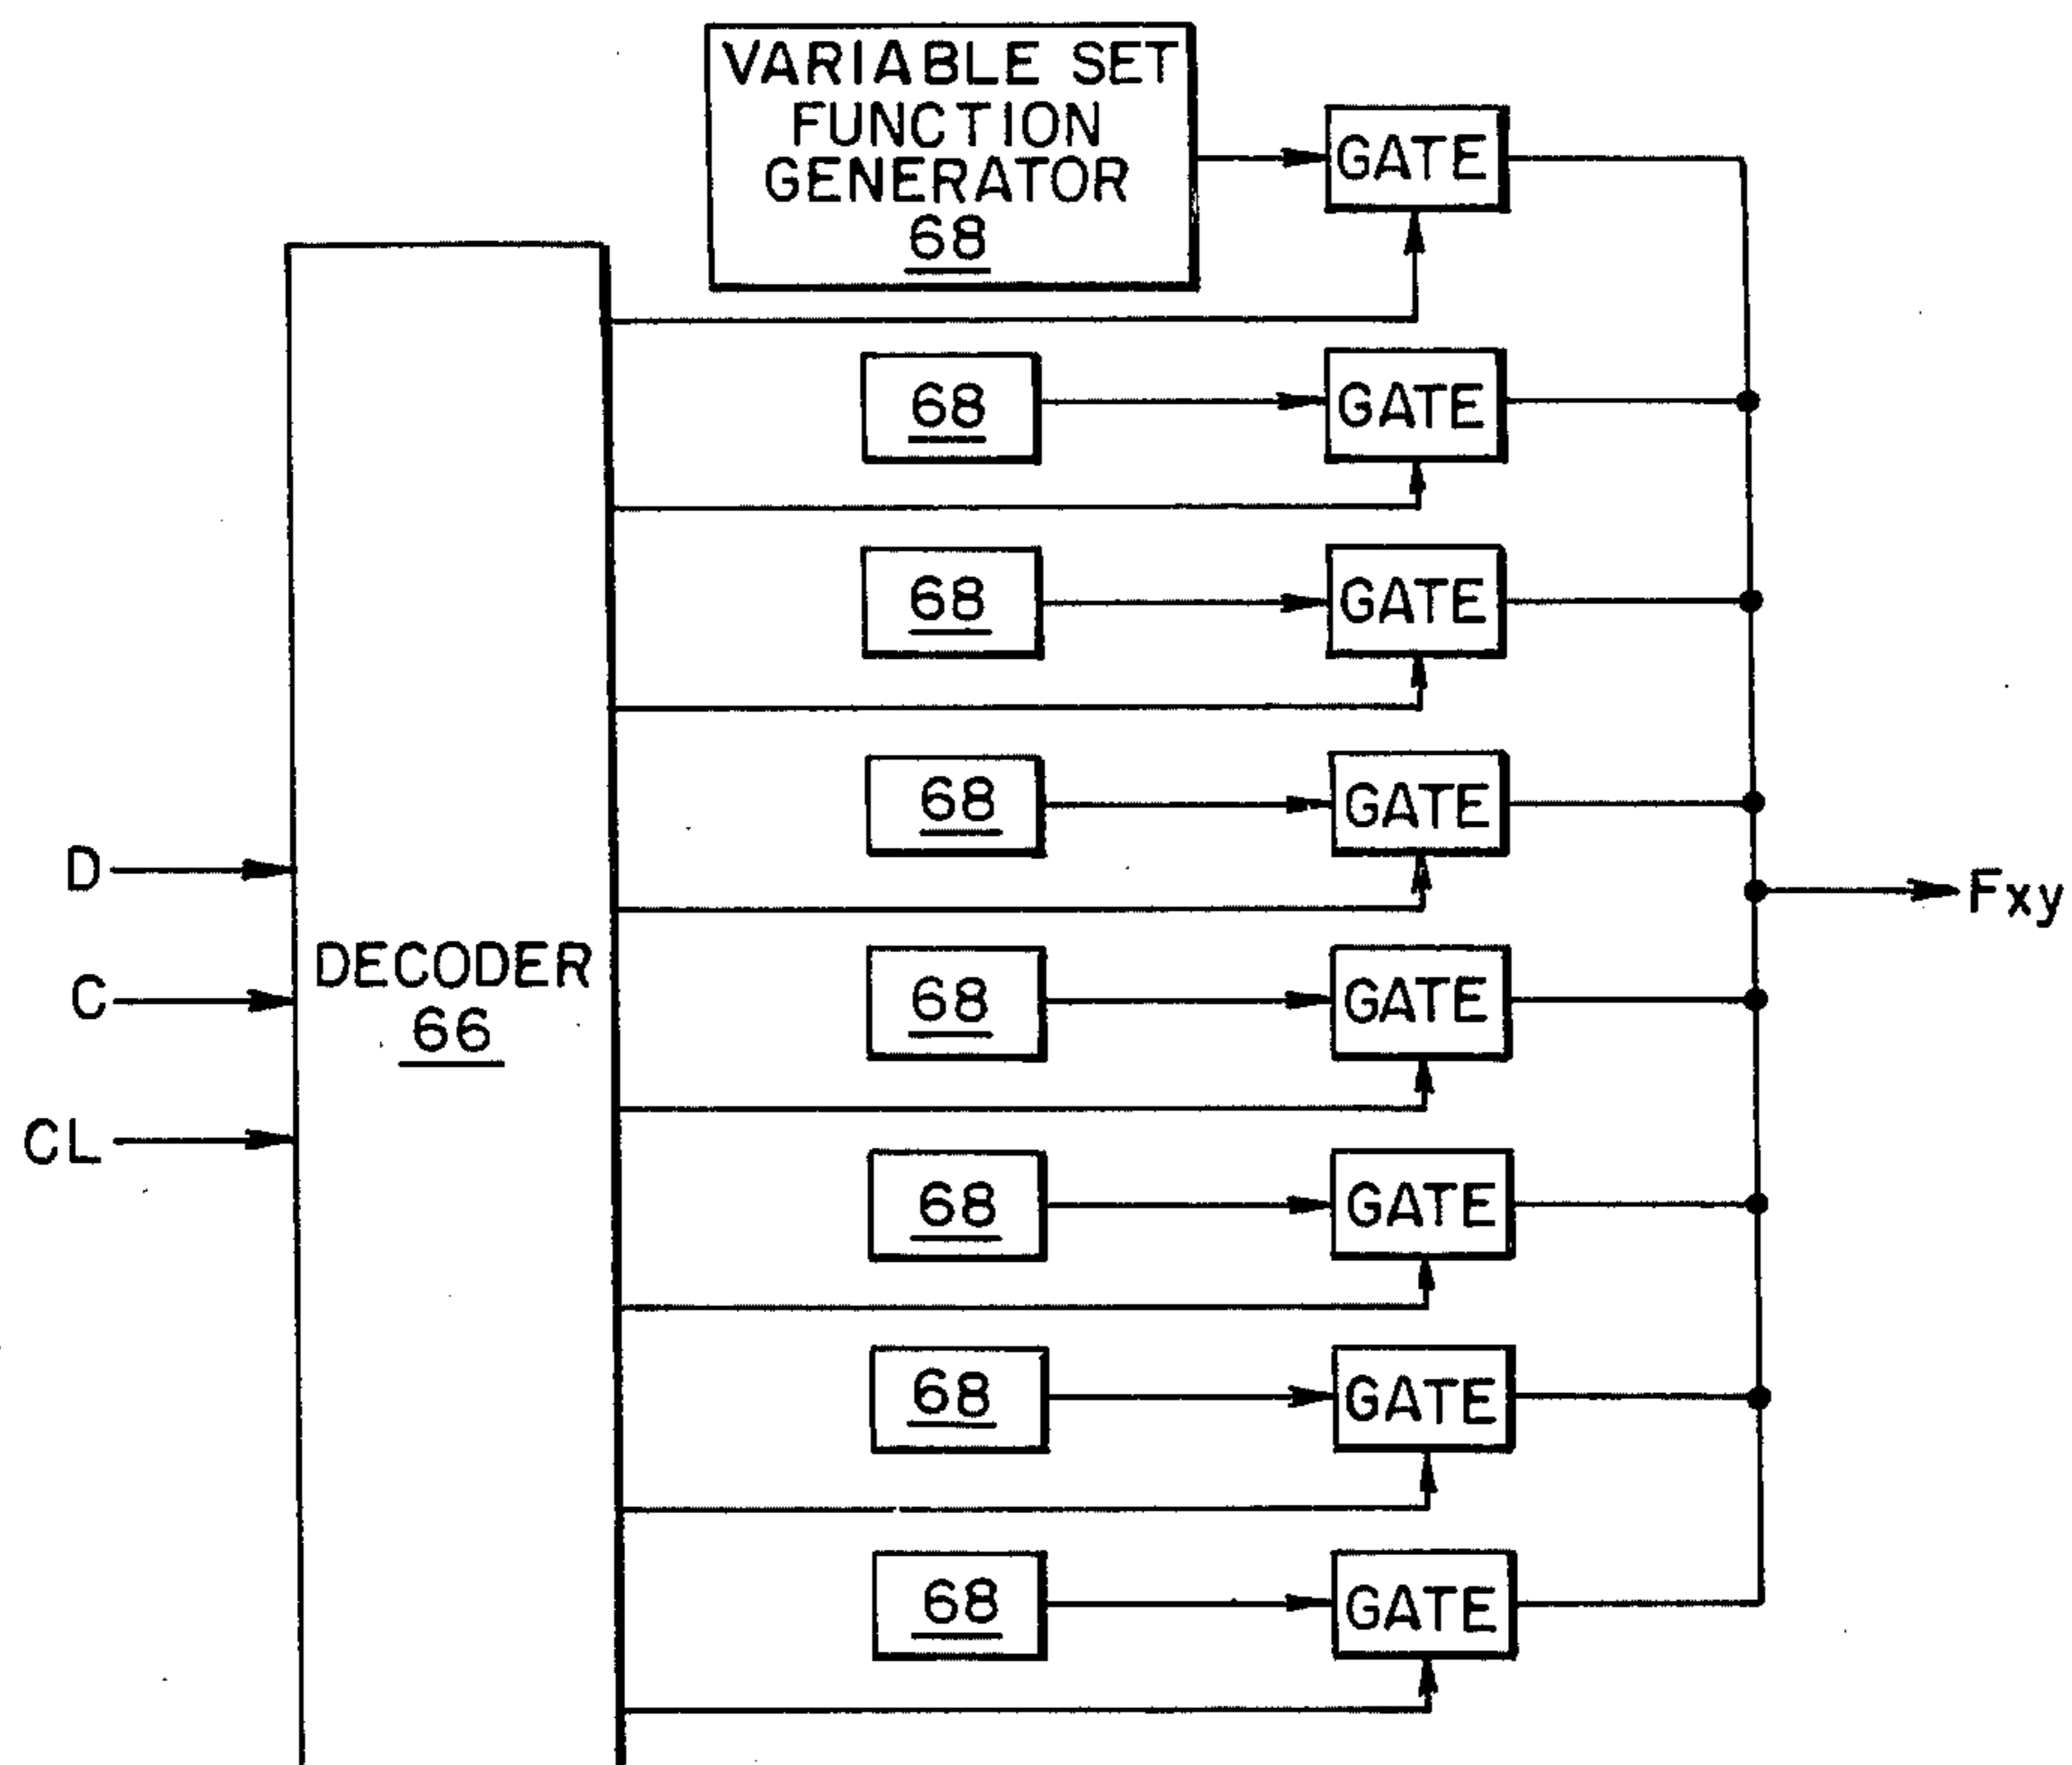 VARIABLE SET
FUNCTION
GENERATOR
68
GATE
68
GATE
68
GATE
68
GATE
D
Fxy
DECODER
66
C
68
GATE
CL
68
GATE
68
GATE
68
GATE